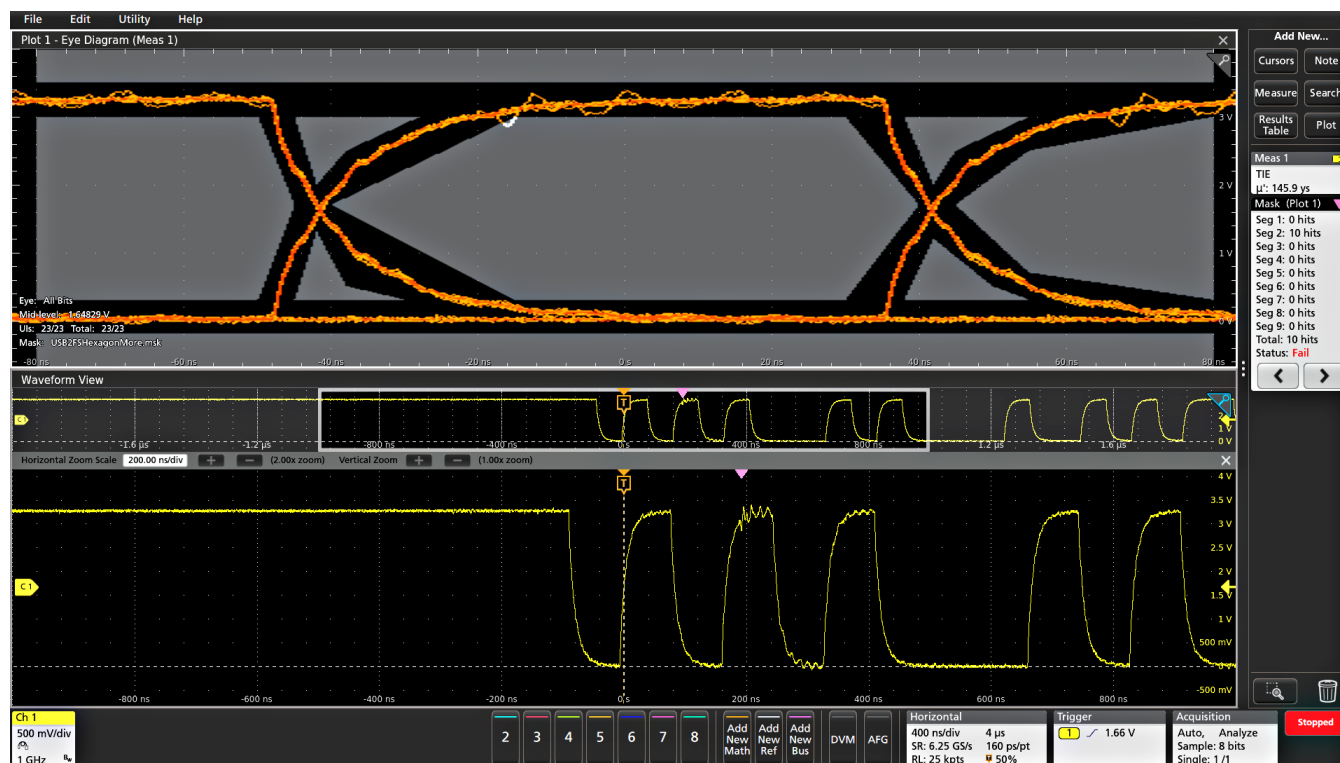 File Edit Utility Help
Plot 1 - Eye Diagram (Meas 1)
3 V
2 V
1 V
0 V
Eye: All Bits
Mid-level: 1.64829 V
UIs: 23/23 Total: 23/23
Mask: USB2FSHexagonMore.msk
-80 ns -60 ns -40 ns -20 ns 0 s 20 ns 40 ns 60 ns 80 ns
Waveform View
C1
T
1 V
0 V
-1.6 µs -1.2 µs -800 ns -400 ns 0 s 400 ns 800 ns 1.2 µs 1.6 µs
Horizontal Zoom Scale 200.00 ns/div + − (2.00x zoom) Vertical Zoom + − (1.00x zoom)
T
4 V
3.5 V
3 V
2.5 V
2 V
C1
1.5 V
1 V
500 mV
0 V
-500 mV
-800 ns -600 ns -400 ns -200 ns 0 s 200 ns 400 ns 600 ns 800 ns
Add New...
Cursors Note
Measure Search
Results Table Plot
Meas 1
TIE
µ': 145.9 ys
Mask (Plot 1)
Seg 1: 0 hits
Seg 2: 10 hits
Seg 3: 0 hits
Seg 4: 0 hits
Seg 5: 0 hits
Seg 6: 0 hits
Seg 7: 0 hits
Seg 8: 0 hits
Seg 9: 0 hits
Total: 10 hits
Status: Fail
Ch 1
500 mV/div
1 GHz
2 3 4 5 6 7 8
Add New Math
Add New Ref
Add New Bus
DVM AFG
Horizontal
400 ns/div 4 µs
SR: 6.25 GS/s 160 ps/pt
RL: 25 kpts 50%
Trigger
1 1.66 V
Acquisition
Auto, Analyze
Sample: 8 bits
Single: 1 /1
Stopped